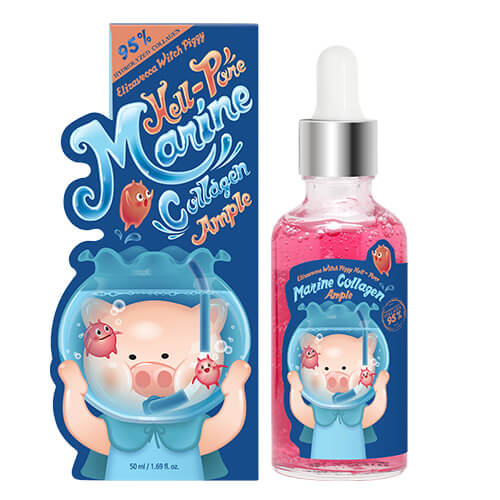 95%
HYDROLYZED COLLAGEN
Elizavecca Witch Piggy
Hell-Pore
Marine
Collagen
Ample
50 ml / 1.69 fl. oz.
Elizavecca Witch Piggy Hell-Pore
Marine Collagen
Ample
95%